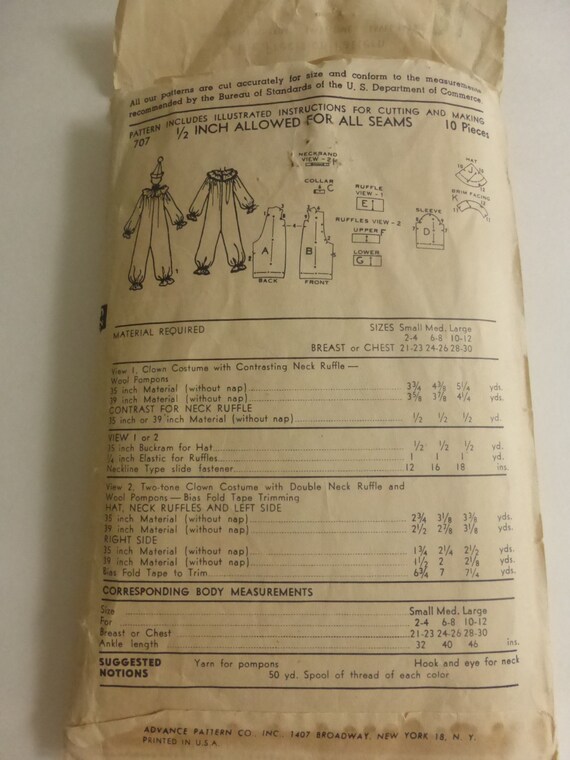 All our patterns are cut accurately for size and conform to the measurements
recommended by the Bureau of Standards of the U. S. Department of Commerce.
PATTERN INCLUDES ILLUSTRATED INSTRUCTIONS FOR CUTTING AND MAKING
707 ½ INCH ALLOWED FOR ALL SEAMS 10 Pieces
NECKBAND
VIEW - 2
COLLAR
C
RUFFLE
VIEW - 1
E
RUFFLES VIEW - 2
UPPER F
LOWER
G
SLEEVE
D
HAT
J
BRIM FACING
K
A
BACK
B
FRONT
MATERIAL REQUIRED SIZES Small Med. Large
2-4 6-8 10-12
BREAST or CHEST 21-23 24-26 28-30
View 1. Clown Costume with Contrasting Neck Ruffle —
Wool Pompons
35 inch Material (without nap) 3¾ 4⅜ 5¼ yds.
39 inch Material (without nap) 3⅝ 3⅞ 4¼ yds.
CONTRAST FOR NECK RUFFLE
35 inch or 39 inch Material (without nap) ½ ½ ½ yd.
VIEW 1 or 2
35 inch Buckram for Hat ½ ½ ½ yd.
¼ inch Elastic for Ruffles 1 1 1 yd.
Neckline Type slide fastener 12 16 18 ins.
View 2. Two-tone Clown Costume with Double Neck Ruffle and
Wool Pompons — Bias Fold Tape Trimming
HAT, NECK RUFFLES AND LEFT SIDE
35 inch Material (without nap) 2¾ 3⅛ 3⅜ yds.
39 inch Material (without nap) 2½ 2⅞ 3⅛ yds.
RIGHT SIDE
35 inch Material (without nap) 1¾ 2¼ 2½ yds.
39 inch Material (without nap) 1½ 2 2⅛ yds.
Bias Fold Tape to Trim 6¾ 7 7¼ yds.
CORRESPONDING BODY MEASUREMENTS
Size Small Med. Large
For 2-4 6-8 10-12
Breast or Chest 21-23 24-26 28-30
Ankle length 32 40 46 ins.
SUGGESTED Yarn for pompons Hook and eye for neck
NOTIONS 50 yd. Spool of thread of each color
ADVANCE PATTERN CO. INC. 1407 BROADWAY, NEW YORK 18, N. Y.
PRINTED IN U.S.A.